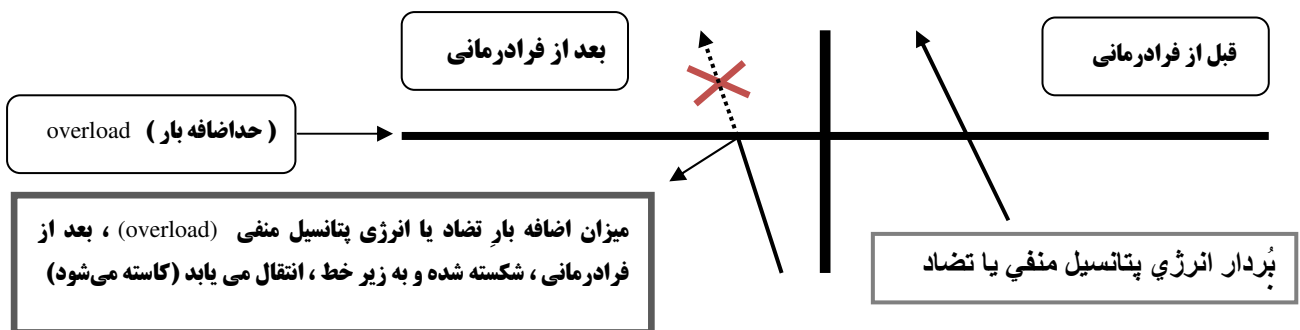 قبل از فرادرمانی
بعد از فرادرمانی
(حداضافه بار) overload
میزان اضافه بارِ تضاد یا انرژی پتانسیل منفی (overload) ، بعد از
فرادرمانی ، شکسته شده و به زیر خط ، انتقال می یابد (کاسته می‌شود)
بُردار انرژي پتانسيل منفي يا تضاد